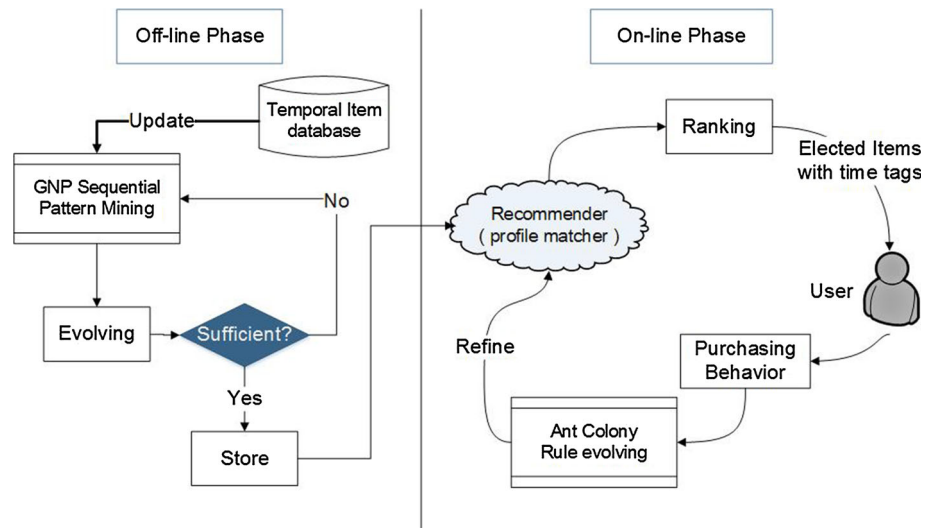 Off-line Phase
On-line Phase
Temporal Item
database
Update
GNP Sequential
Pattern Mining
No
Evolving
Sufficient?
Yes
Store
Recommender
( profile matcher )
Ranking
Elected Items
with time tags
User
Purchasing
Behavior
Ant Colony
Rule evolving
Refine